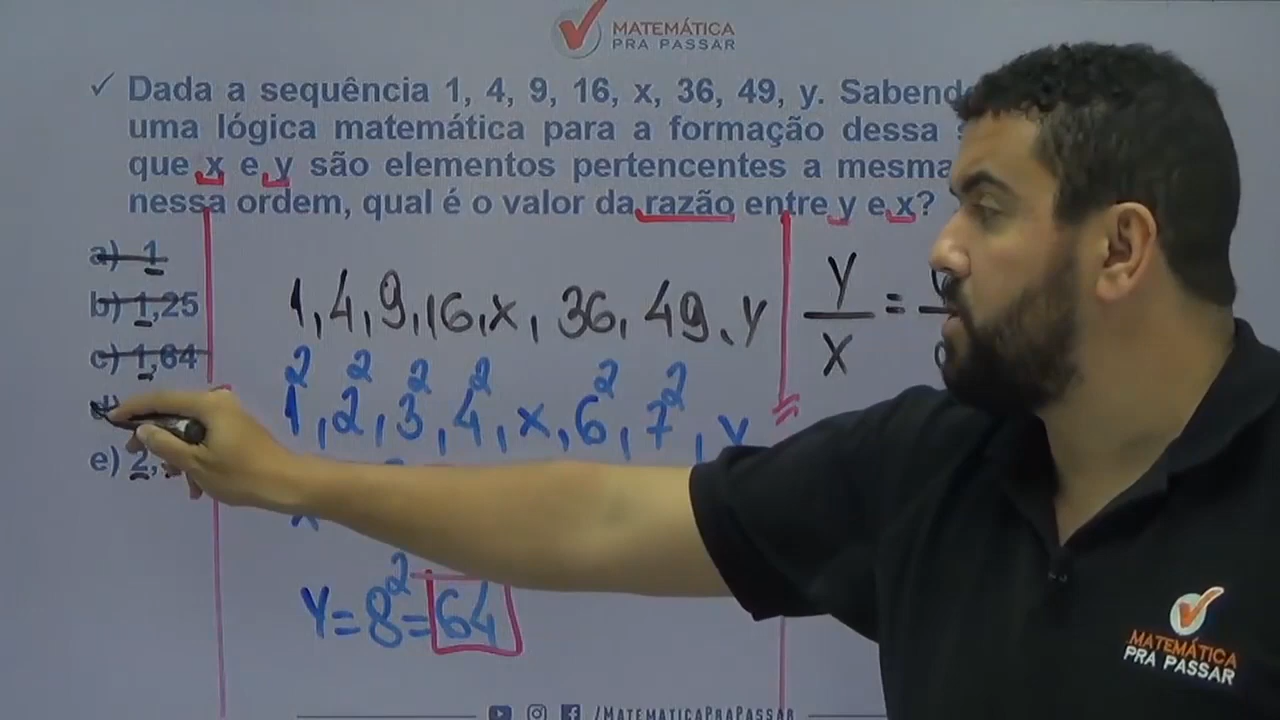 MATEMÁTICA
PRA PASSAR
✓ Dada a sequência 1, 4, 9, 16, x, 36, 49, y.
uma lógica matemática para a formação dessa
que x e y são elementos pertencentes a mesma
nessa ordem, qual é o valor da razão entre y e x?
a) 1
b) 1,25
c) 1,64
e) 2,
1, 4, 9, 16, x, 36, 49, y
y
x
=
1², 2², 3², 4², x, 6², 7², y
x
y = 8² = 64
MATEMÁTICA
PRA PASSAR
/MATEMATICAPRAPASSAR